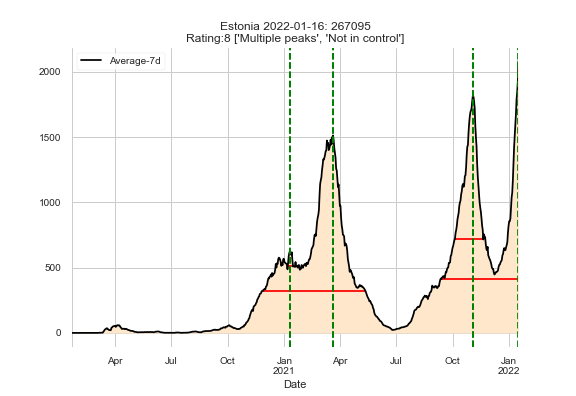 Estonia 2022-01-16: 267095
Rating:8 ['Multiple peaks', 'Not in control']
Average-7d
2000
1500
1000
500
0
Apr Jul Oct Jan Apr Jul Oct Jan
2021 2022
Date